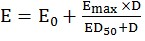 E = E₀ + (Eₘₐₓ × D)/(ED₅₀ + D)